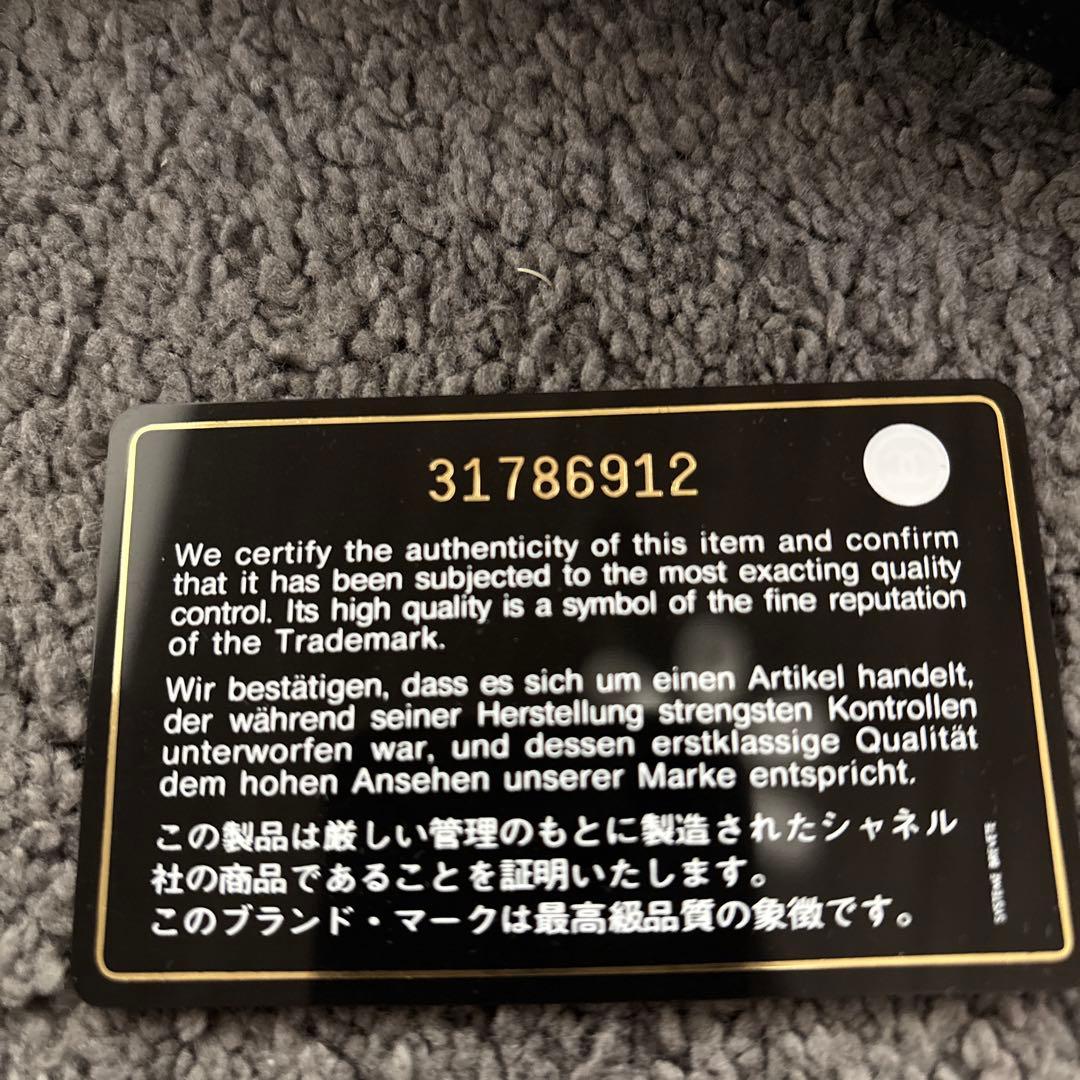 31786912
We certify the authenticity of this item and confirm
that it has been subjected to the most exacting quality
control. Its high quality is a symbol of the fine reputation
of the Trademark.
Wir bestätigen, dass es sich um einen Artikel handelt,
der während seiner Herstellung strengsten Kontrollen
unterworfen war, und dessen erstklassige Qualität
dem hohen Ansehen unserer Marke entspricht.
この製品は厳しい管理のもとに製造されたシャネル
社の商品であることを証明いたします。
このブランド・マークは最高級品質の象徴です。